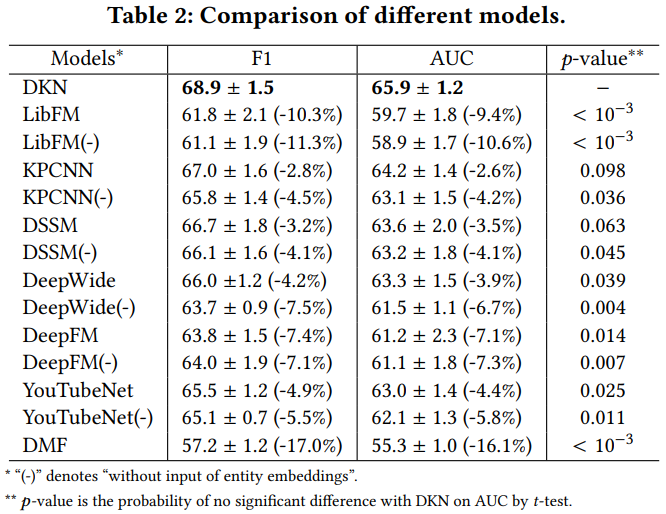 Table 2: Comparison of different models.
Models* F1 AUC p-value**
DKN 68.9 ± 1.5 65.9 ± 1.2 –
LibFM 61.8 ± 2.1 (-10.3%) 59.7 ± 1.8 (-9.4%) < 10⁻³
LibFM(-) 61.1 ± 1.9 (-11.3%) 58.9 ± 1.7 (-10.6%) < 10⁻³
KPCNN 67.0 ± 1.6 (-2.8%) 64.2 ± 1.4 (-2.6%) 0.098
KPCNN(-) 65.8 ± 1.4 (-4.5%) 63.1 ± 1.5 (-4.2%) 0.036
DSSM 66.7 ± 1.8 (-3.2%) 63.6 ± 2.0 (-3.5%) 0.063
DSSM(-) 66.1 ± 1.6 (-4.1%) 63.2 ± 1.8 (-4.1%) 0.045
DeepWide 66.0 ±1.2 (-4.2%) 63.3 ± 1.5 (-3.9%) 0.039
DeepWide(-) 63.7 ± 0.9 (-7.5%) 61.5 ± 1.1 (-6.7%) 0.004
DeepFM 63.8 ± 1.5 (-7.4%) 61.2 ± 2.3 (-7.1%) 0.014
DeepFM(-) 64.0 ± 1.9 (-7.1%) 61.1 ± 1.8 (-7.3%) 0.007
YouTubeNet 65.5 ± 1.2 (-4.9%) 63.0 ± 1.4 (-4.4%) 0.025
YouTubeNet(-) 65.1 ± 0.7 (-5.5%) 62.1 ± 1.3 (-5.8%) 0.011
DMF 57.2 ± 1.2 (-17.0%) 55.3 ± 1.0 (-16.1%) < 10⁻³
* "(-)" denotes "without input of entity embeddings".
** p-value is the probability of no significant difference with DKN on AUC by t-test.